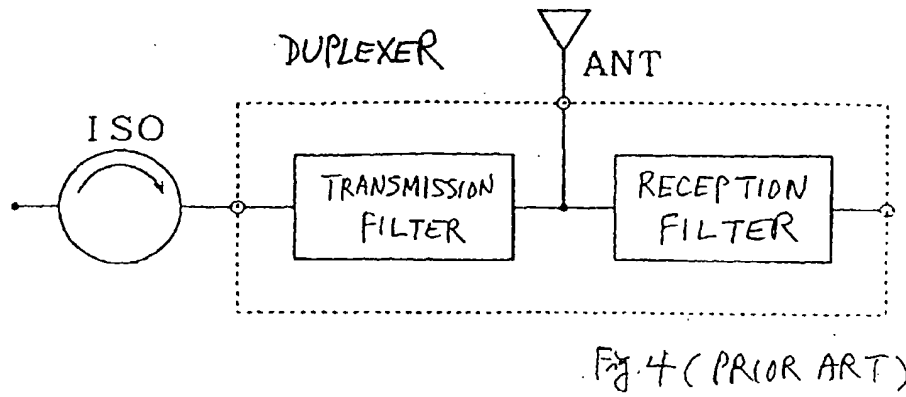 DUPLEXER
ANT
ISO
TRANSMISSION
FILTER
RECEPTION
FILTER
Fig. 4 (PRIOR ART)